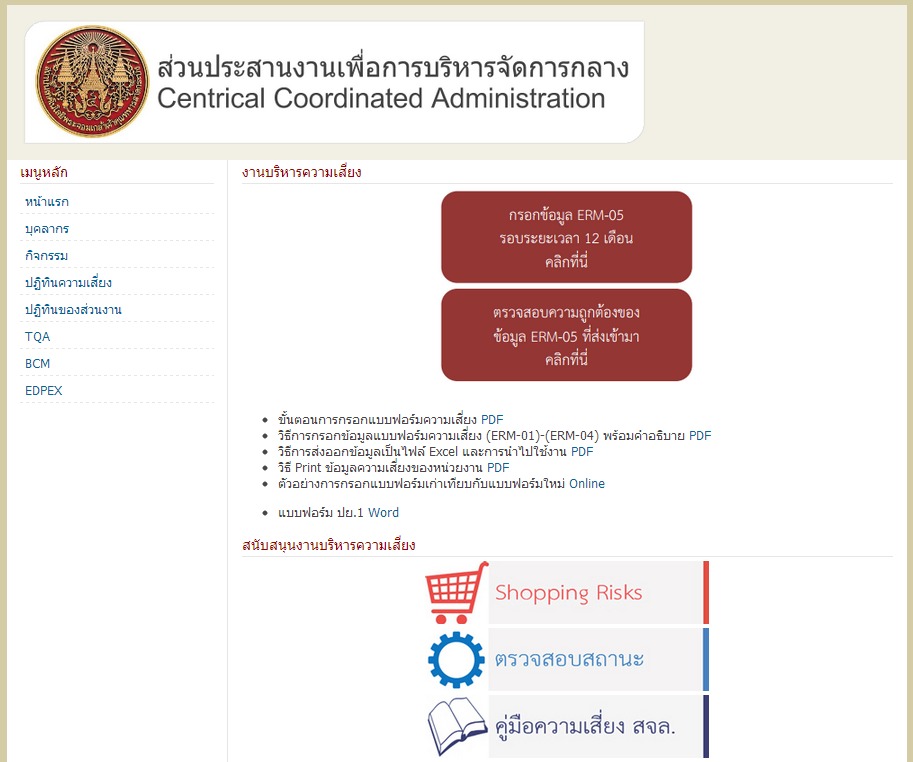 ส่วนประสานงานเพื่อการบริหารจัดการกลาง
Centrical Coordinated Administration
เมนูหลัก
หน้าแรก
บุคลากร
กิจกรรม
ปฏิทินความเสี่ยง
ปฏิทินของส่วนงาน
TQA
BCM
EDPEX
งานบริหารความเสี่ยง
กรอกข้อมูล ERM-05
รอบระยะเวลา 12 เดือน
คลิกที่นี่
ตรวจสอบความถูกต้องของ
ข้อมูล ERM-05 ที่ส่งเข้ามา
คลิกที่นี่
ขั้นตอนการกรอกแบบฟอร์มความเสี่ยง PDF
วิธีการกรอกข้อมูลแบบฟอร์มความเสี่ยง (ERM-01)-(ERM-04) พร้อมคำอธิบาย PDF
วิธีการส่งออกข้อมูลเป็นไฟล์ Excel และการนำไปใช้งาน PDF
วิธี Print ข้อมูลความเสี่ยงของหน่วยงาน PDF
ตัวอย่างการกรอกแบบฟอร์มเก่าเทียบกับแบบฟอร์มใหม่ Online
แบบฟอร์ม ปย.1 Word
สนับสนุนงานบริหารความเสี่ยง
Shopping Risks
ตรวจสอบสถานะ
คู่มือความเสี่ยง สจล.